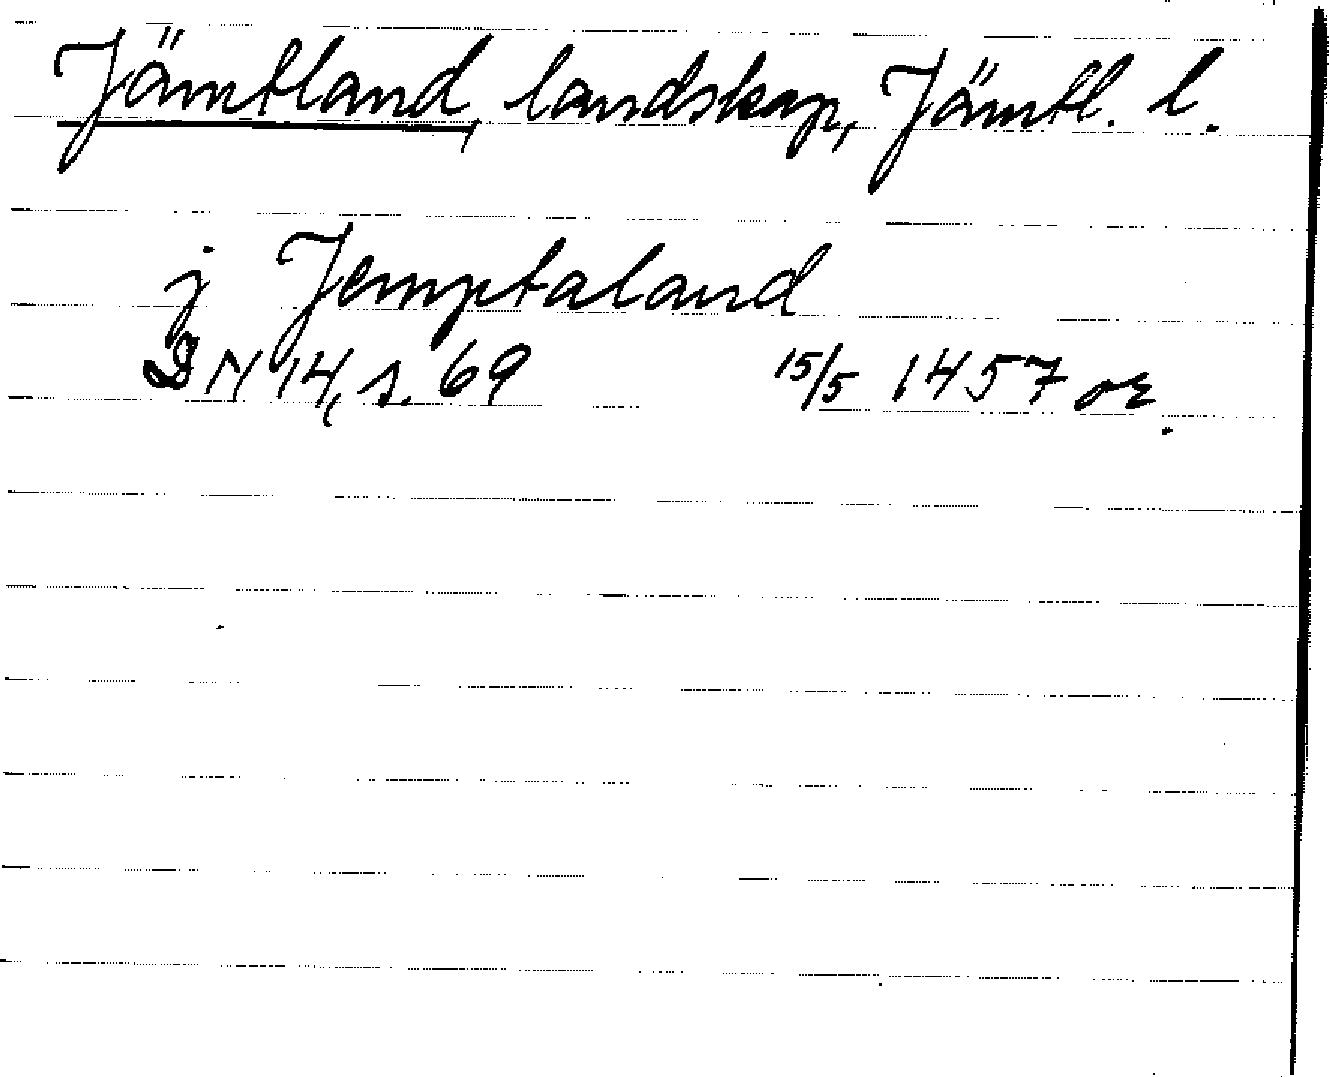 Jämtland, landskap, Jämtl. l.
j Jemptaland
DN 14, s. 69 15/5 1457 or.